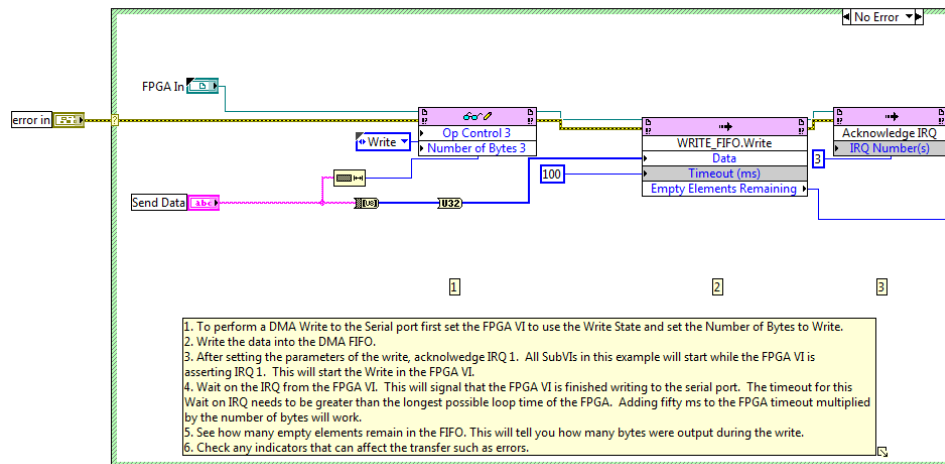 No Error
FPGA In
error in
?
Write
Op Control 3
Number of Bytes 3
WRITE_FIFO.Write
Data
100
Timeout (ms)
Empty Elements Remaining
Acknowledge IRQ
3
IRQ Number(s)
Send Data
abc
[U8]
U32
1
2
3
1. To perform a DMA Write to the Serial port first set the FPGA VI to use the Write State and set the Number of Bytes to Write.
2. Write the data into the DMA FIFO.
3. After setting the parameters of the write, acknolwedge IRQ 1.  All SubVIs in this example will start while the FPGA VI is
asserting IRQ 1.  This will start the Write in the FPGA VI.
4. Wait on the IRQ from the FPGA VI.  This will signal that the FPGA VI is finished writing to the serial port.  The timeout for this
Wait on IRQ needs to be greater than the longest possible loop time of the FPGA.  Adding fifty ms to the FPGA timeout multiplied
by the number of bytes will work.
5. See how many empty elements remain in the FIFO. This will tell you how many bytes were output during the write.
6. Check any indicators that can affect the transfer such as errors.